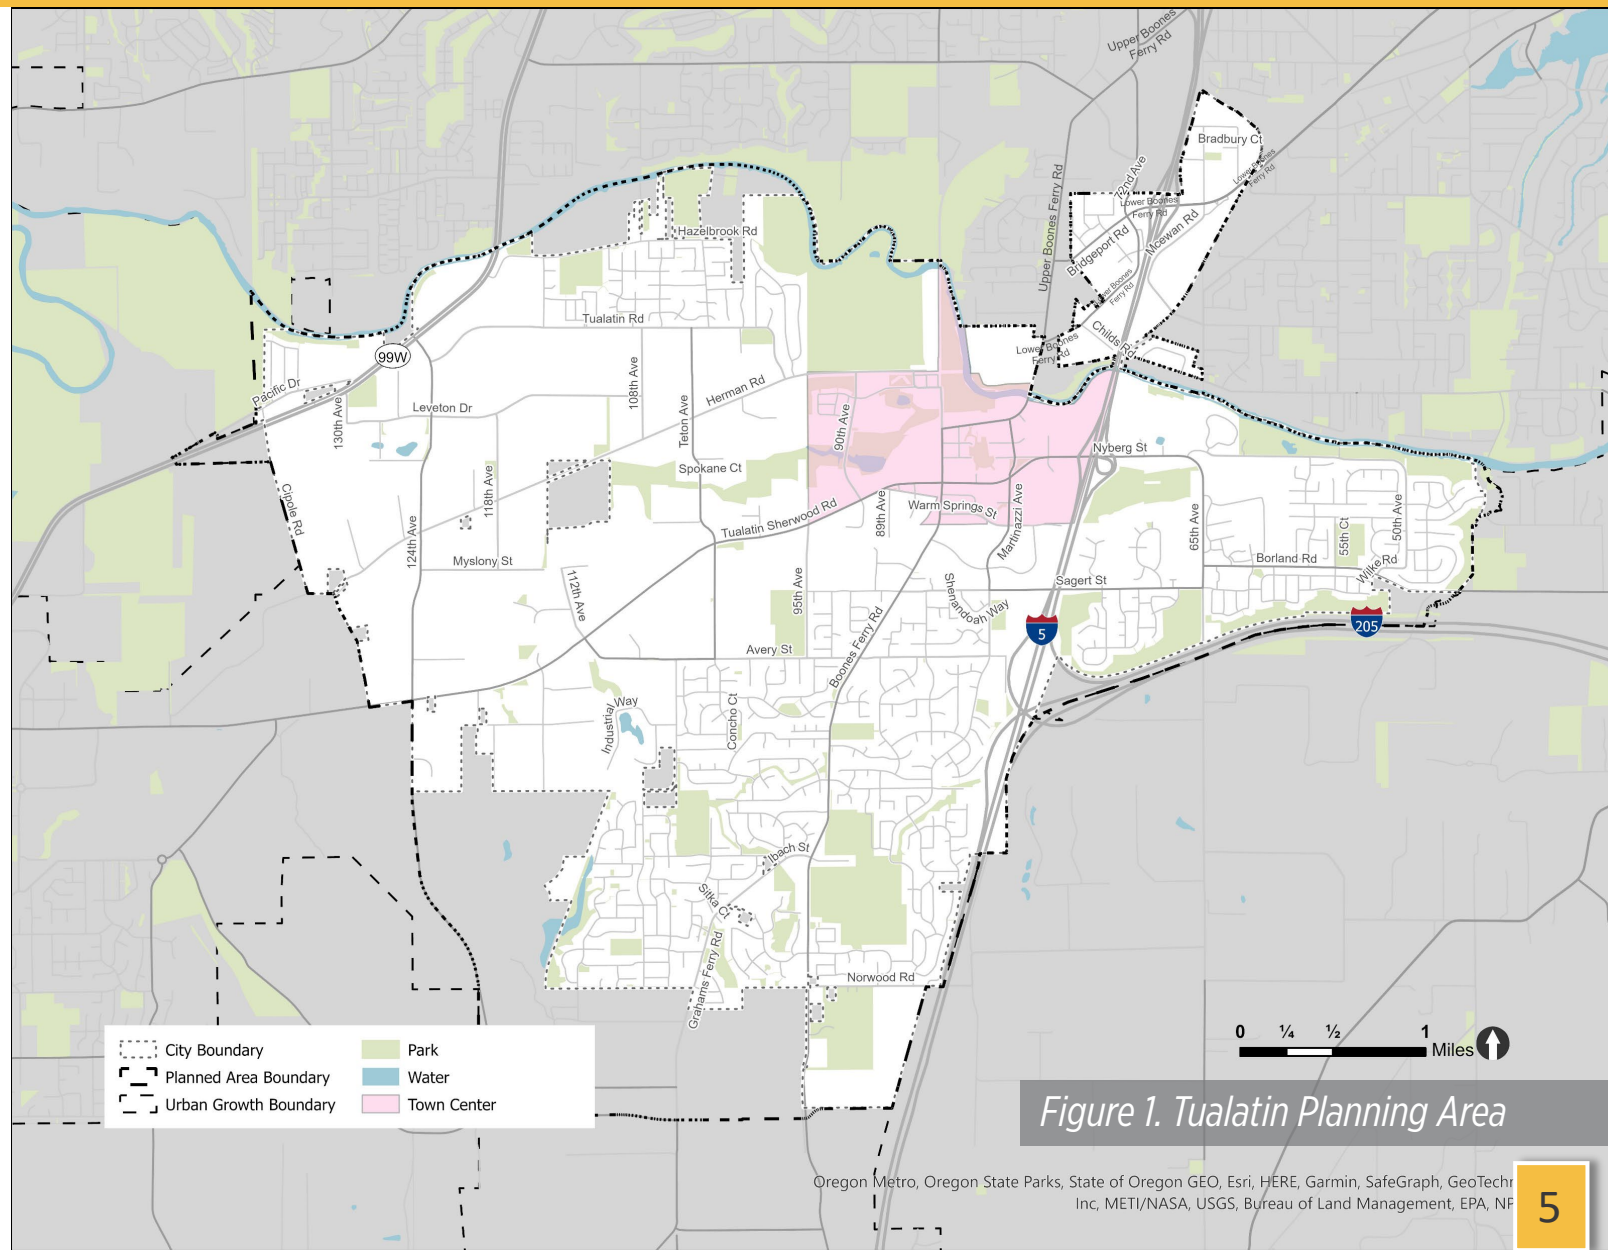 Upper Boones
Ferry Rd
Bradbury Ct
Lower Boones
Ferry Rd
72nd Ave
Lower Boones
Ferry Rd
Upper Boones Ferry Rd
Bridgeport Rd
Mcewan Rd
Ferry Rd
Hazelbrook Rd
Tualatin Rd
Childs Rd
Lower Boones
Ferry Rd
99W
Pacific Dr
130th Ave
Leveton Dr
108th Ave
Teton Ave
Herman Rd
90th Ave
Nyberg St
Spokane Ct
118th Ave
Cipole Rd
124th Ave
Tualatin Sherwood Rd
89th Ave
Warm Springs St
Martinazzi Ave
65th Ave
55th Ct
50th Ave
Borland Rd
Wilke Rd
Myslony St
112th Ave
95th Ave
Shenandoah Way
Sagert St
5
205
Avery St
Boones Ferry Rd
Industrial Way
Concho Ct
Ibach St
Sitka Ct
Grahams Ferry Rd
Norwood Rd
City Boundary
Planned Area Boundary
Urban Growth Boundary
Park
Water
Town Center
0 ¼ ½ 1
Miles
Figure 1. Tualatin Planning Area
Oregon Metro, Oregon State Parks, State of Oregon GEO, Esri, HERE, Garmin, SafeGraph, GeoTechn
Inc, METI/NASA, USGS, Bureau of Land Management, EPA, NP
5